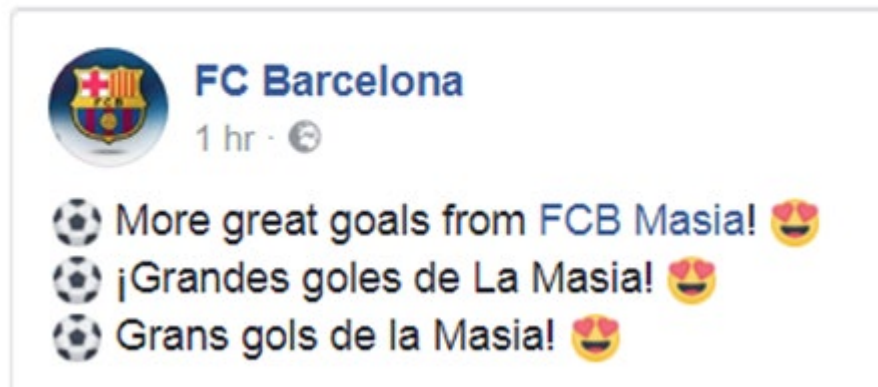 FCB
FC Barcelona
1 hr ·
⚽ More great goals from FCB Masia! 😍
⚽ ¡Grandes goles de La Masia! 😍
⚽ Grans gols de la Masia! 😍